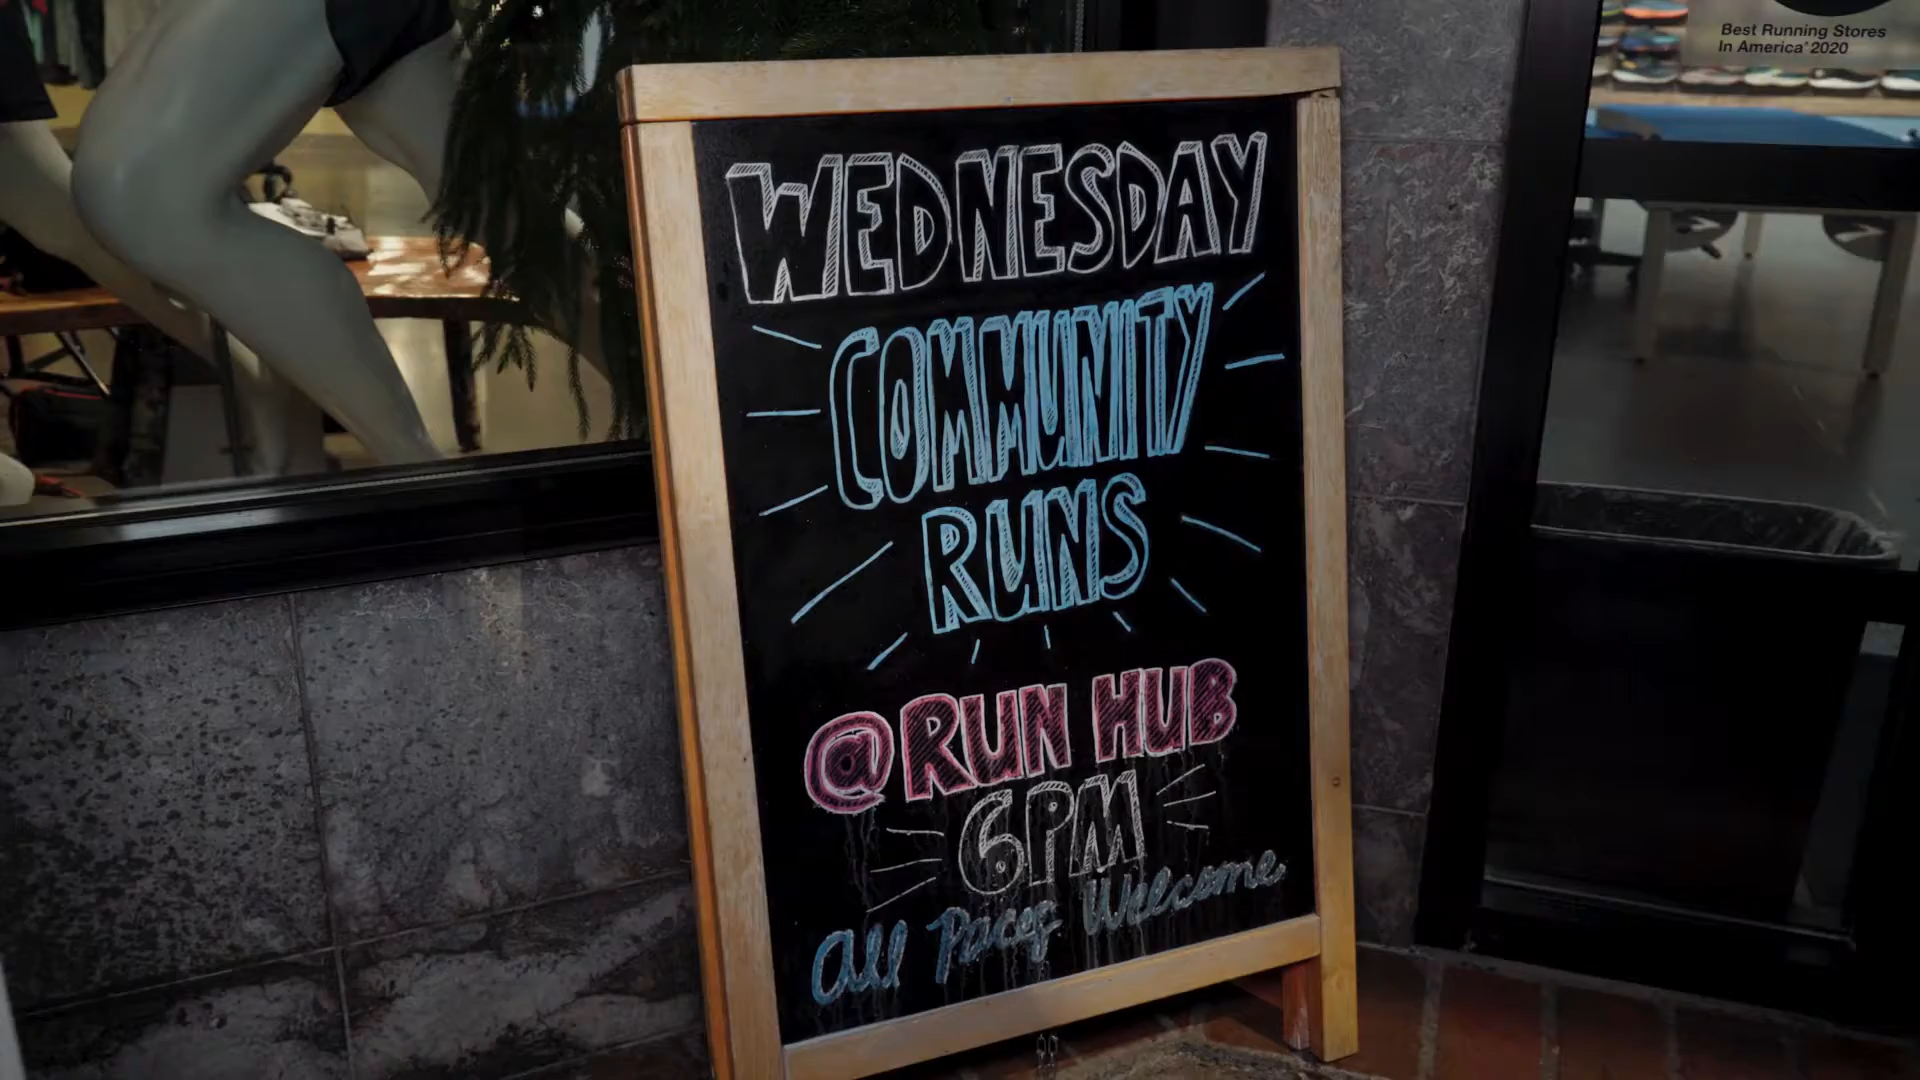 Best Running Stores
In America® 2020
WEDNESDAY
COMMUNITY
RUNS
@RUN HUB
6PM
All Paces Welcome